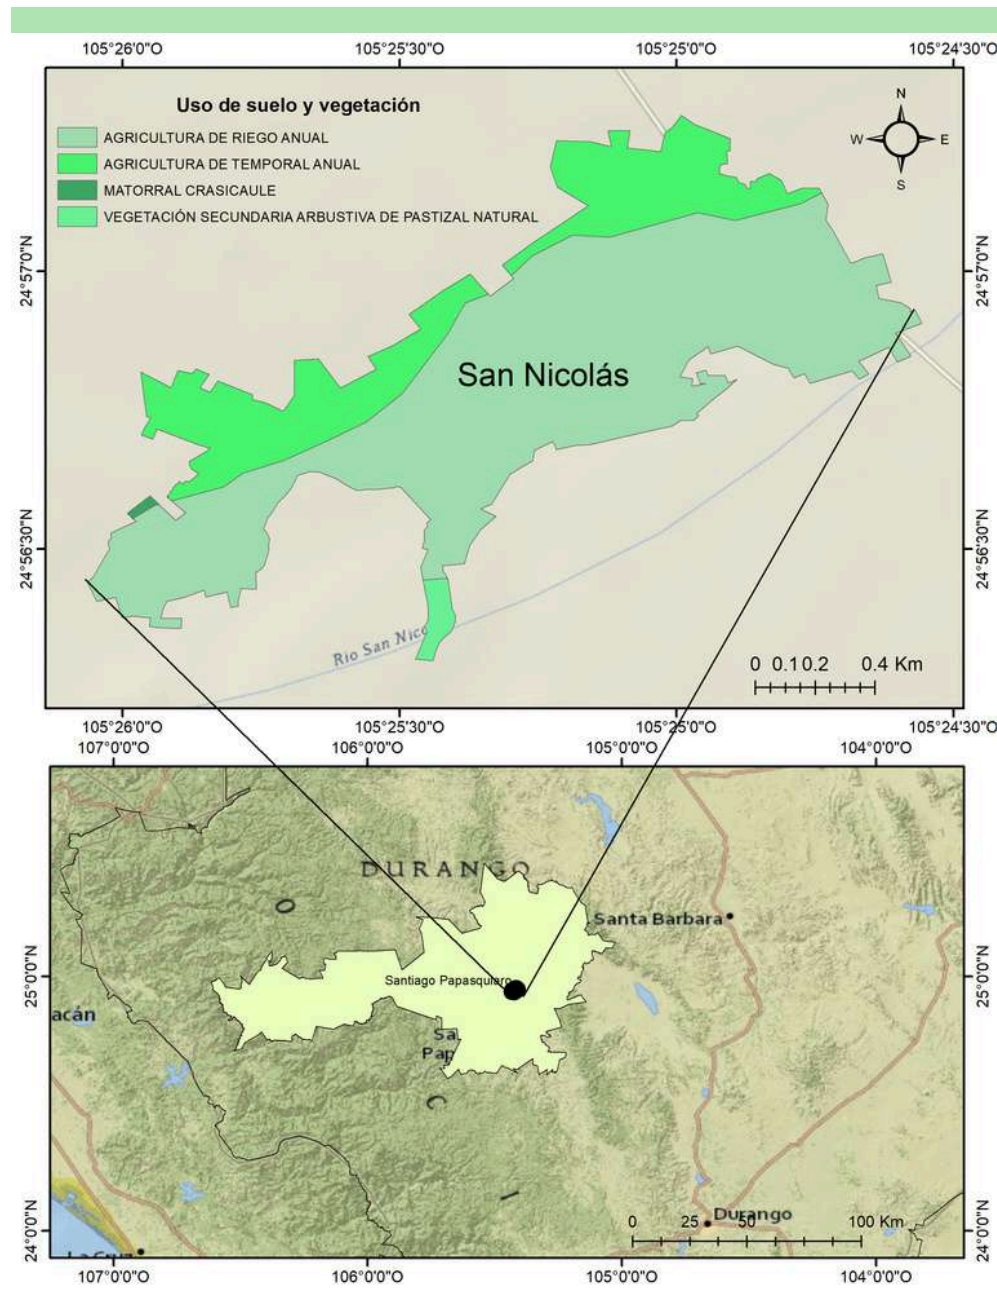 105°26'0"O 105°25'30"O 105°25'0"O 105°24'30"O
Uso de suelo y vegetación
AGRICULTURA DE RIEGO ANUAL
AGRICULTURA DE TEMPORAL ANUAL
MATORRAL CRASICAULE
VEGETACIÓN SECUNDARIA ARBUSTIVA DE PASTIZAL NATURAL
N
W E
S
24°57'0"N 24°57'0"N
San Nicolás
24°56'30"N 24°56'30"N
Rio San Nico
0 0.1 0.2 0.4 Km
105°26'0"O 105°25'30"O 105°25'0"O 105°24'30"O
107°0'0"O 106°0'0"O 105°0'0"O 104°0'0"O
DURANGO
O
Santa Barbara
25°0'0"N 25°0'0"N
Santiago Papasquiaro
acán
Sa
Pap
C
I
24°0'0"N 24°0'0"N
Durango
0 25 50 100 Km
La Cruz
107°0'0"O 106°0'0"O 105°0'0"O 104°0'0"O